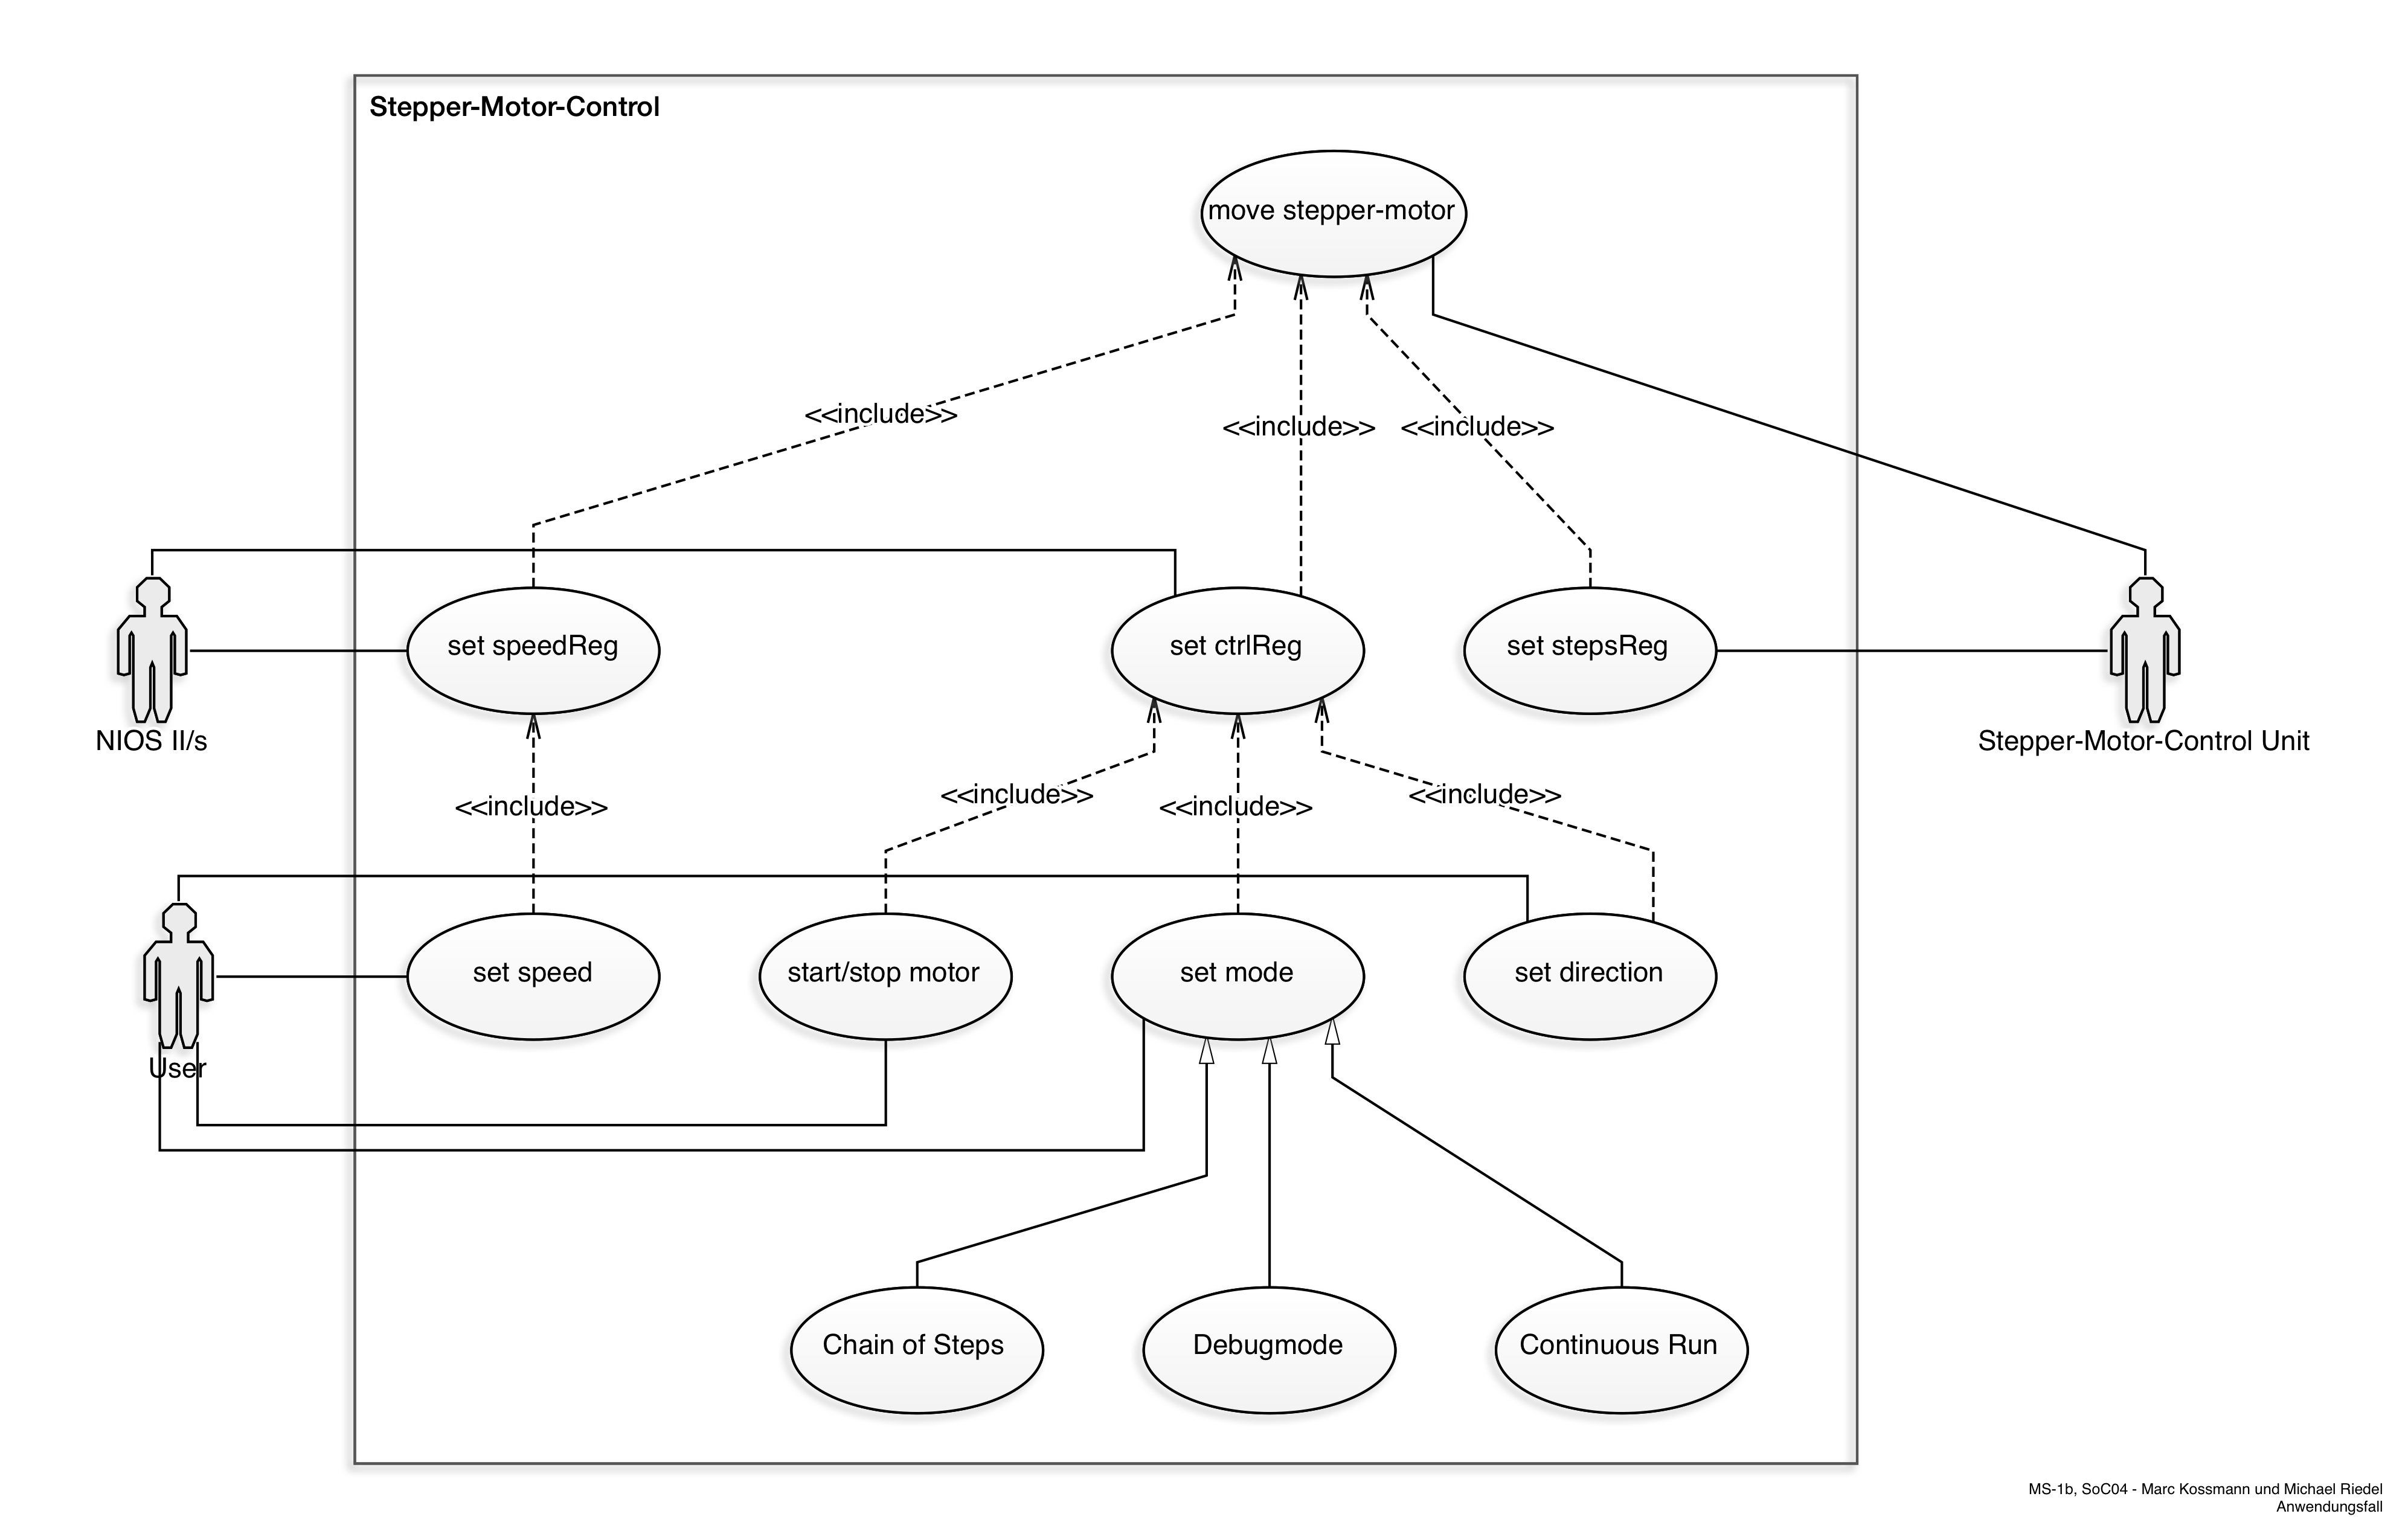 Stepper-Motor-Control
move stepper-motor
<<include>>
<<include>>
<<include>>
set speedReg
set ctrlReg
set stepsReg
NIOS II/s
Stepper-Motor-Control Unit
<<include>>
<<include>>
<<include>>
<<include>>
set speed
start/stop motor
set mode
set direction
User
Chain of Steps
Debugmode
Continuous Run
MS-1b, SoC04 - Marc Kossmann und Michael Riedel
Anwendungsfall